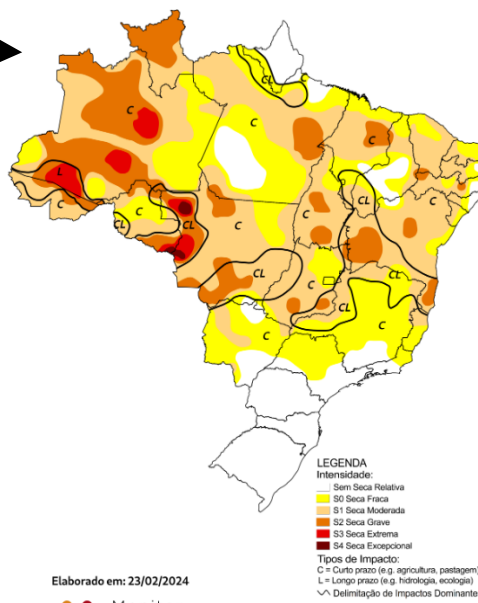 CL
C
C
C
L
C
C
CL
CL
C
C
C
CL
C
CL
C
CL
CL
C
C
C
LEGENDA
Intensidade:
Sem Seca Relativa
S0 Seca Fraca
S1 Seca Moderada
S2 Seca Grave
S3 Seca Extrema
S4 Seca Excepcional
Tipos de Impacto:
C = Curto prazo (e.g. agricultura, pastagem)
L = Longo prazo (e.g. hidrologia, ecologia)
Delimitação de Impactos Dominantes
Elaborado em: 23/02/2024